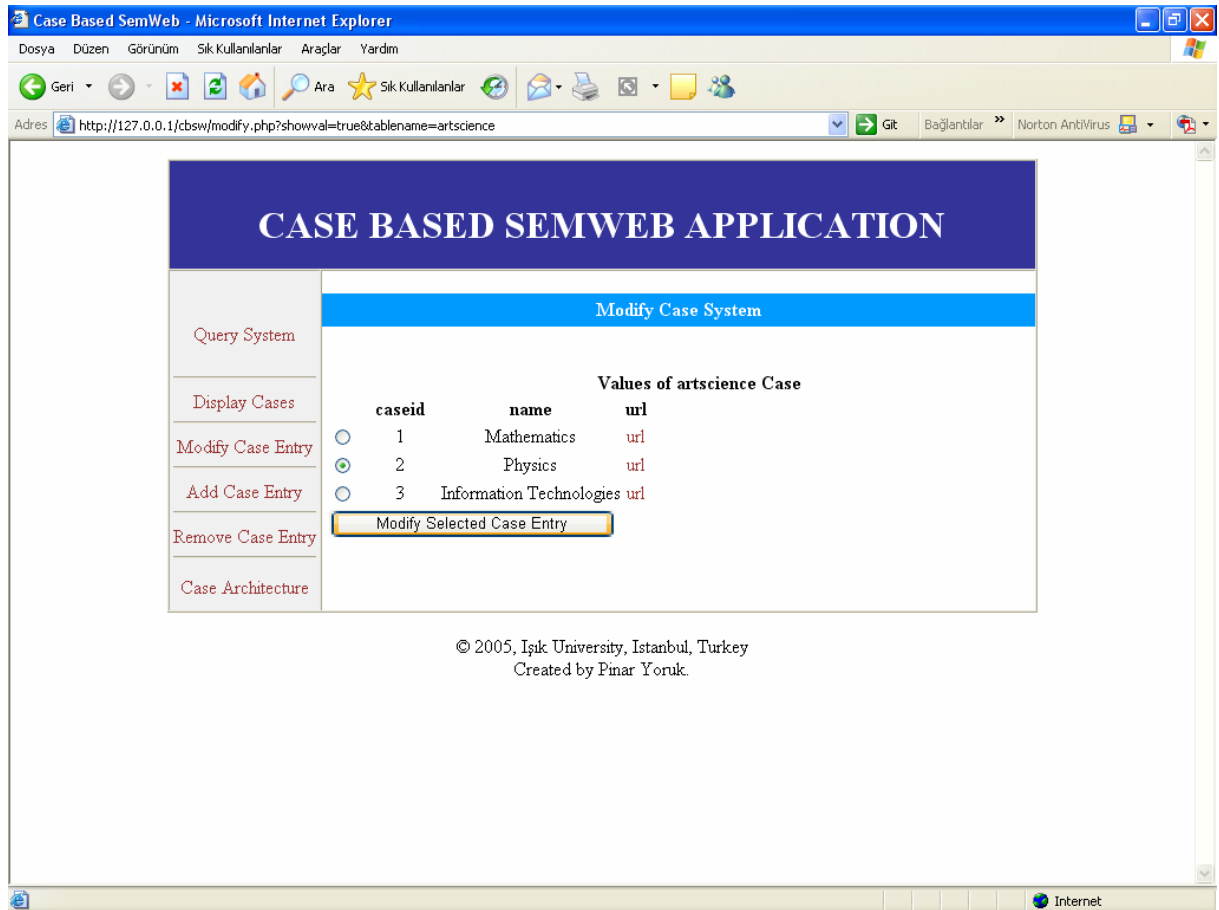 Case Based SemWeb - Microsoft Internet Explorer
Dosya Düzen Görünüm Sık Kullanılanlar Araçlar Yardım
Geri Ara Sık Kullanılanlar
Adres http://127.0.0.1/cbsw/modify.php?showval=true&tablename=artscience Git Bağlantılar » Norton AntiVirus
CASE BASED SEMWEB APPLICATION
Modify Case System
Query System
Display Cases
Modify Case Entry
Add Case Entry
Remove Case Entry
Case Architecture
Values of artscience Case
caseid name url
1 Mathematics url
2 Physics url
3 Information Technologies url
Modify Selected Case Entry
© 2005, Işık University, Istanbul, Turkey
Created by Pinar Yoruk.
Internet